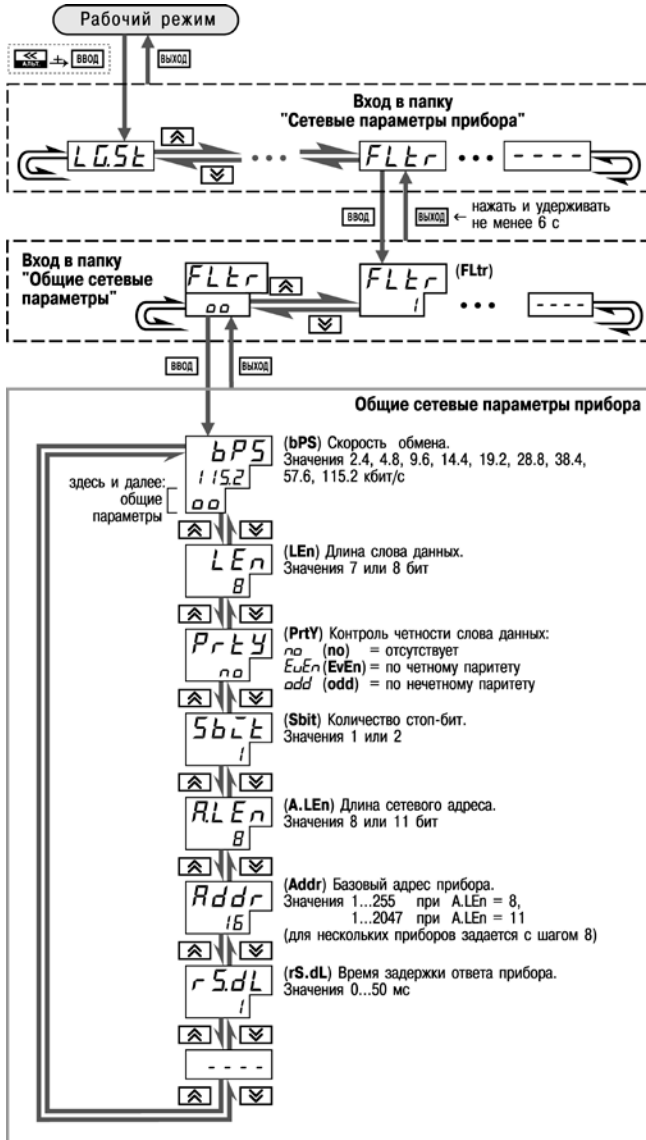 Рабочий режим
≪ АЛЬТ. ВВОД ВЫХОД
Вход в папку
"Сетевые параметры прибора"
LG.St • • • FLtr • • • - - - -
ВВОД ВЫХОД ← нажать и удерживать
не менее 6 с
Вход в папку
"Общие сетевые
параметры"
FLtr
oo
FLtr (FLtr)
1
• • • - - - -
ВВОД ВЫХОД
Общие сетевые параметры прибора
bPS
115.2
oo
(bPS) Скорость обмена.
Значения 2.4, 4.8, 9.6, 14.4, 19.2, 28.8, 38.4,
57.6, 115.2 кбит/с
здесь и далее:
общие
параметры
LEn
8
(LEn) Длина слова данных.
Значения 7 или 8 бит
PrtY
no
(PrtY) Контроль четности слова данных:
no (no) = отсутствует
EvEn (EvEn) = по четному паритету
odd (odd) = по нечетному паритету
Sbit
1
(Sbit) Количество стоп-бит.
Значения 1 или 2
A.LEn
8
(A.LEn) Длина сетевого адреса.
Значения 8 или 11 бит
Addr
16
(Addr) Базовый адрес прибора.
Значения 1...255 при A.LEn = 8,
1...2047 при A.LEn = 11
(для нескольких приборов задается с шагом 8)
rS.dL
1
(rS.dL) Время задержки ответа прибора.
Значения 0...50 мс
- - - -